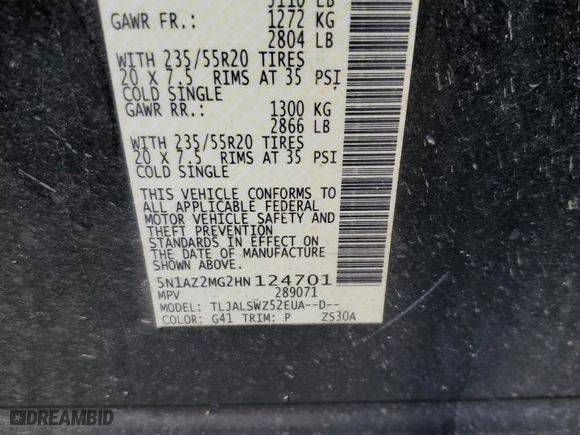 5110 LB
GAWR FR.: 1272 KG
2804 LB
WITH 235/55R20 TIRES
20 X 7.5 RIMS AT 35 PSI
COLD SINGLE
GAWR RR.: 1300 KG
2866 LB
WITH 235/55R20 TIRES
20 X 7.5 RIMS AT 35 PSI
COLD SINGLE
THIS VEHICLE CONFORMS TO
ALL APPLICABLE FEDERAL
MOTOR VEHICLE SAFETY AND
THEFT PREVENTION
STANDARDS IN EFFECT ON
THE DATE OF MANUFACTURE
SHOWN ABOVE.
5N1AZ2MG2HN124701
MPV 289071
MODEL: TLJALSWZ52EUA--D--
COLOR: G41 TRIM: P ZS30A
DREAMBID